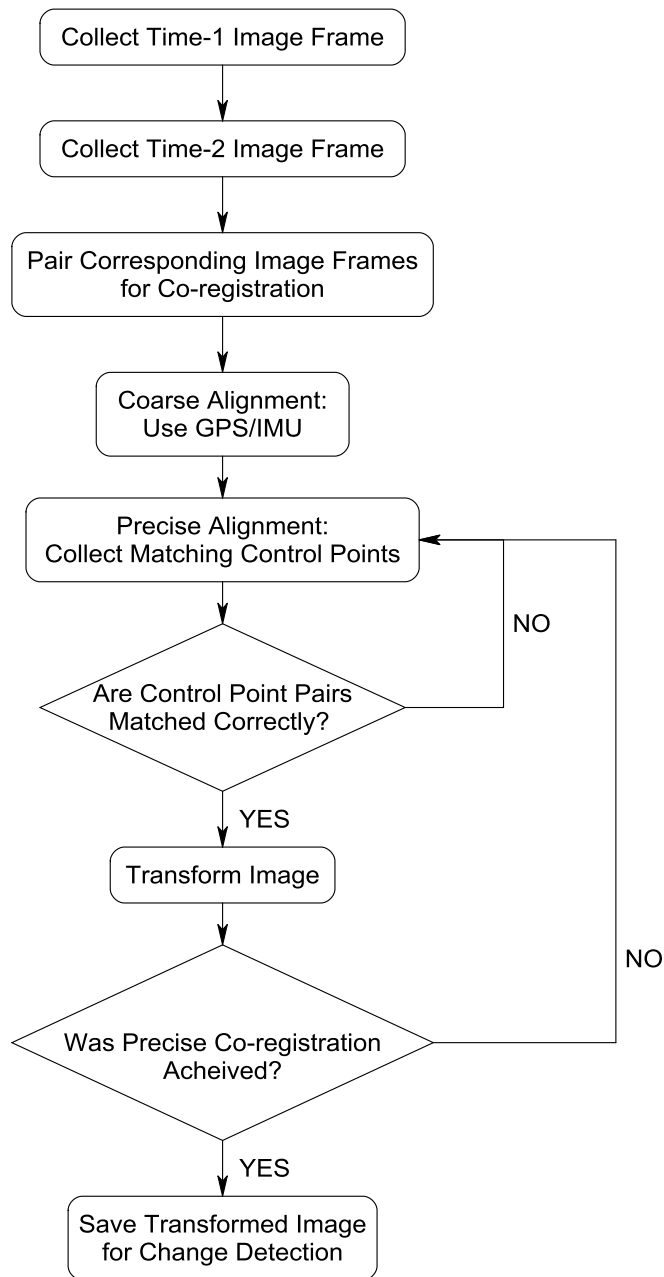 Collect Time-1 Image Frame
Collect Time-2 Image Frame
Pair Corresponding Image Frames
for Co-registration
Coarse Alignment:
Use GPS/IMU
Precise Alignment:
Collect Matching Control Points
NO
Are Control Point Pairs
Matched Correctly?
YES
Transform Image
NO
Was Precise Co-registration
Acheived?
YES
Save Transformed Image
for Change Detection